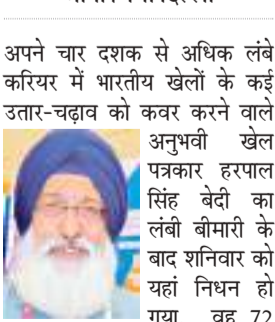 अपने चार दशक से अधिक लंबे
करियर में भारतीय खेलों के कई
उतार-चढ़ाव को कवर करने वाले
अनुभवी खेल
पत्रकार हरपाल
सिंह बेदी का
लंबी बीमारी के
बाद शनिवार को
यहां निधन हो
गया वह 72